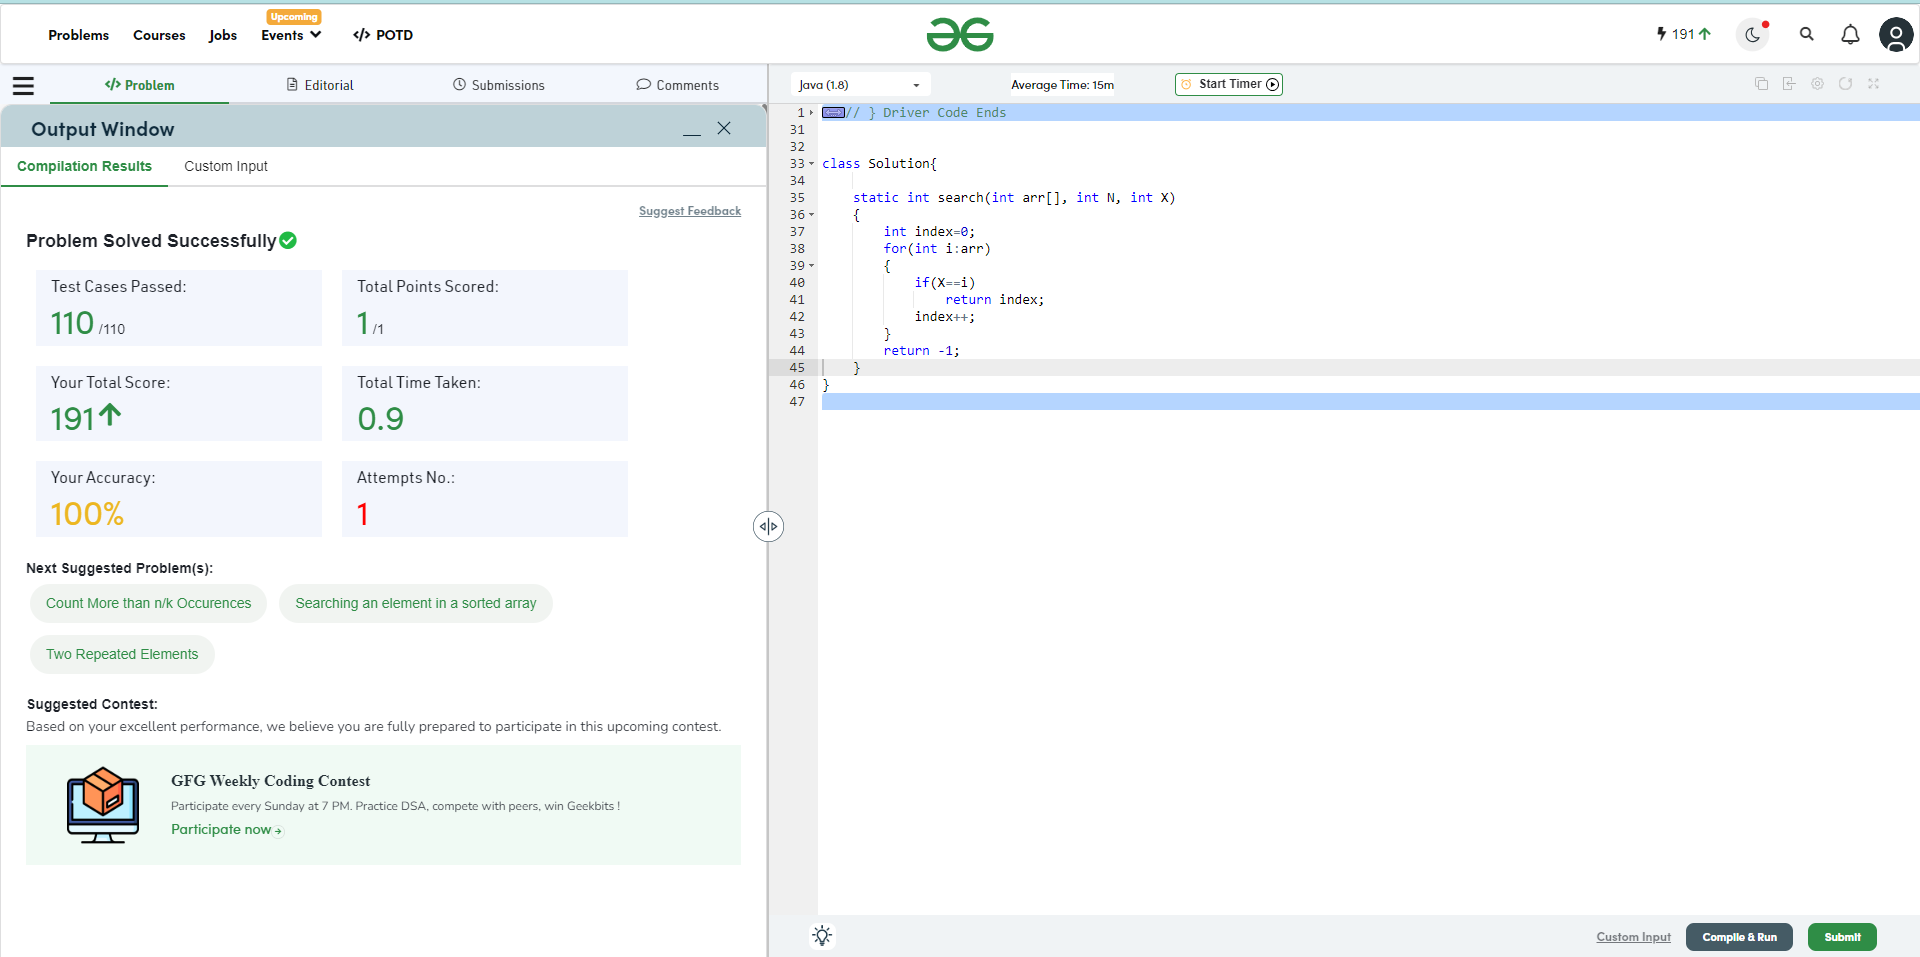 Upcoming
Problems Courses Jobs Events </> POTD
191
</> Problem Editorial Submissions Comments
Output Window
Compilation Results Custom Input
Suggest Feedback
Problem Solved Successfully
Test Cases Passed: Total Points Scored:
110 /110 1 /1
Your Total Score: Total Time Taken:
191 0.9
Your Accuracy: Attempts No.:
100% 1
Next Suggested Problem(s):
Count More than n/k Occurences Searching an element in a sorted array
Two Repeated Elements
Suggested Contest:
Based on your excellent performance, we believe you are fully prepared to participate in this upcoming contest.
GFG Weekly Coding Contest
Participate every Sunday at 7 PM. Practice DSA, compete with peers, win Geekbits !
Participate now
Java (1.8) Average Time: 15m Start Timer
1 // } Driver Code Ends
31
32
33 class Solution{
34
35 static int search(int arr[], int N, int X)
36 {
37 int index=0;
38 for(int i:arr)
39 {
40 if(X==i)
41 return index;
42 index++;
43 }
44 return -1;
45 }
46 }
47
Custom Input Compile & Run Submit